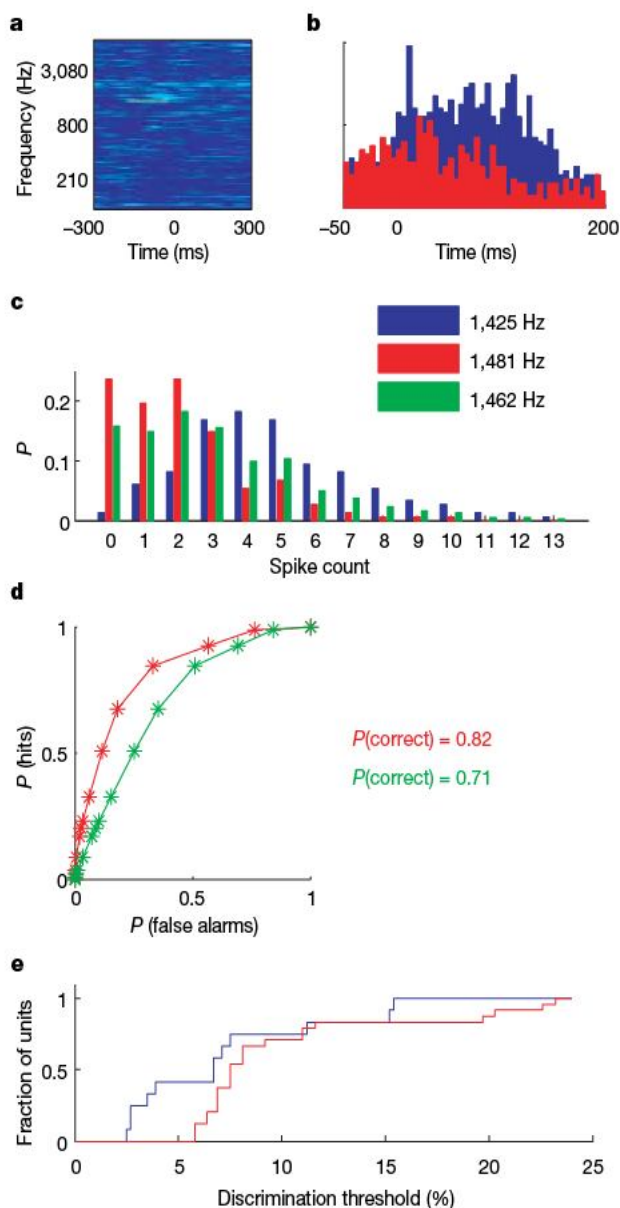 a
Frequency (Hz)
3,080
800
210
–300 0 300
Time (ms)
b
–50 0 200
Time (ms)
c
1,425 Hz
1,481 Hz
1,462 Hz
P
0.2
0.1
0
0 1 2 3 4 5 6 7 8 9 10 11 12 13
Spike count
d
P (hits)
1
0.5
0
0 0.5 1
P (false alarms)
P(correct) = 0.82
P(correct) = 0.71
e
Fraction of units
1
0.5
0
0 5 10 15 20 25
Discrimination threshold (%)